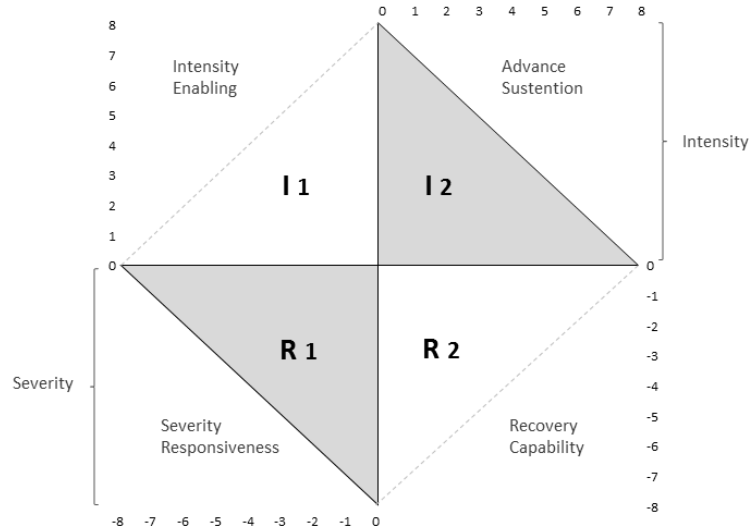 0 1 2 3 4 5 6 7 8
8
7
6
5
4
3
2
1
0
Intensity
Enabling
Advance
Sustention
Intensity
I 1
I 2
0
-1
-2
-3
-4
-5
-6
-7
-8
R 1
R 2
Severity
Severity
Responsiveness
Recovery
Capability
-8 -7 -6 -5 -4 -3 -2 -1 0